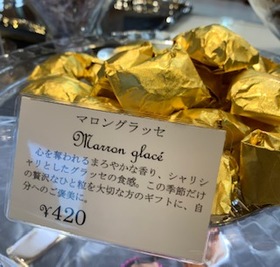 マロングラッセ
Marron glacé
心を奪われるまろやかな香り、シャリシ
ャリとしたグラッセの食感。この季節だけ
の贅沢なひと粒を大切な方のギフトに、自
分へのご褒美に。
¥420